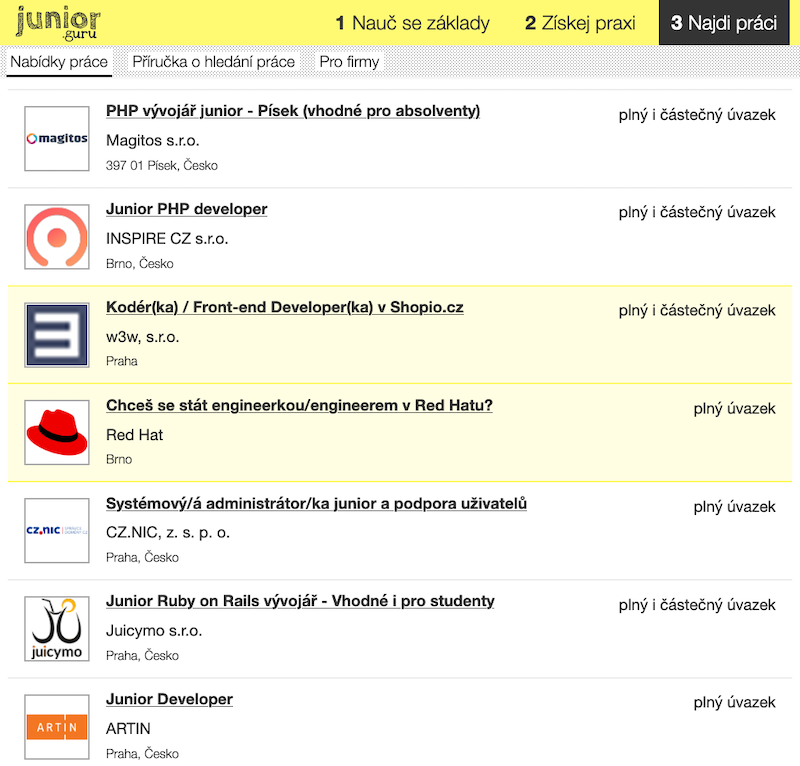 junior
.guru
1 Nauč se základy 2 Získej praxi 3 Najdi práci
Nabídky práce Příručka o hledání práce Pro firmy
PHP vývojář junior - Písek (vhodné pro absolventy) plný i částečný úvazek
magitos
Magitos s.r.o.
397 01 Písek, Česko
Junior PHP developer plný i částečný úvazek
INSPIRE CZ s.r.o.
Brno, Česko
Kodér(ka) / Front-end Developer(ka) v Shopio.cz plný i částečný úvazek
w3w, s.r.o.
Praha
Chceš se stát engineerkou/engineerem v Red Hatu? plný úvazek
Red Hat
Brno
Systémový/á administrátor/ka junior a podpora uživatelů plný úvazek
CZ.NIC
CZ.NIC, z. s. p. o.
Praha, Česko
Junior Ruby on Rails vývojář - Vhodné i pro studenty plný i částečný úvazek
Juicymo s.r.o.
juicymo
Praha, Česko
Junior Developer plný úvazek
ARTIN
ARTIN
Praha, Česko